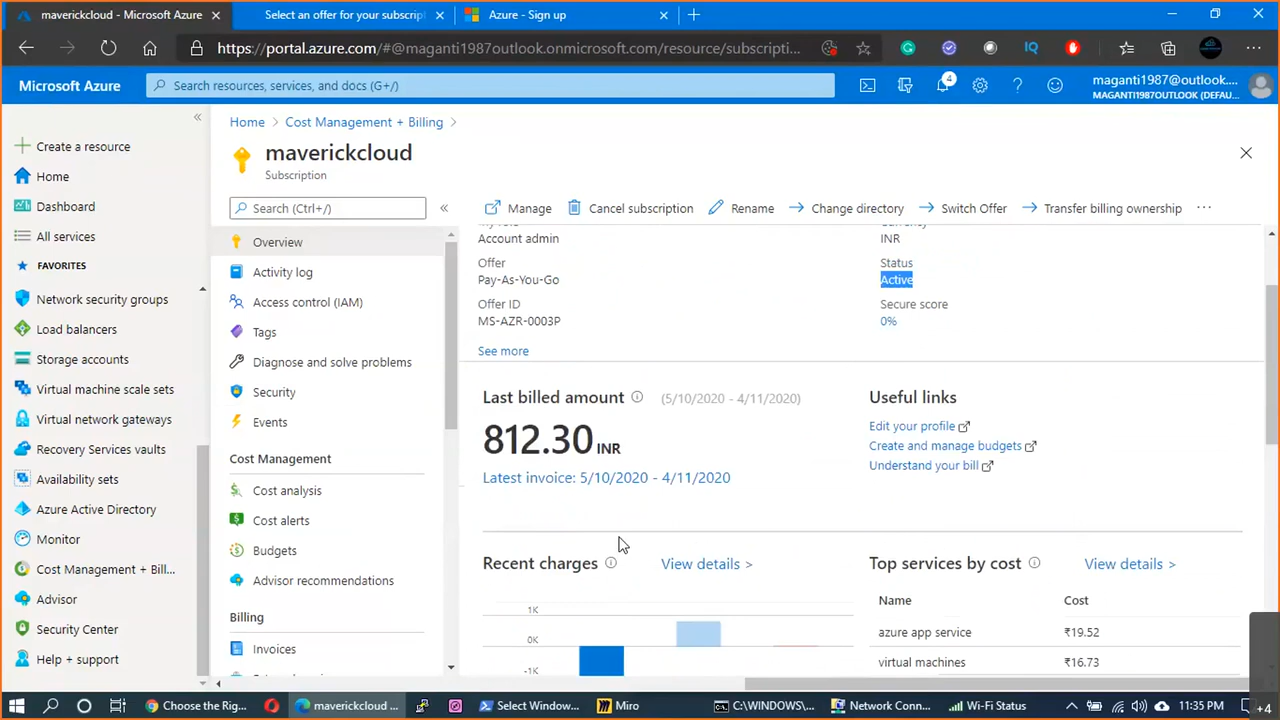 maverickcloud - Microsoft Azure
Select an offer for your subscript
Azure - Sign up
https://portal.azure.com/#@maganti1987outlook.onmicrosoft.com/resource/subscripti...
IQ
Microsoft Azure
Search resources, services, and docs (G+/)
4
maganti1987@outlook....
MAGANTI1987OUTLOOK (DEFAU...
Create a resource
Home
Dashboard
All services
FAVORITES
Network security groups
Load balancers
Storage accounts
Virtual machine scale sets
Virtual network gateways
Recovery Services vaults
Availability sets
Azure Active Directory
Monitor
Cost Management + Bill...
Advisor
Security Center
Help + support
Home > Cost Management + Billing >
maverickcloud
Subscription
Search (Ctrl+/)
Overview
Activity log
Access control (IAM)
Tags
Diagnose and solve problems
Security
Events
Cost Management
Cost analysis
Cost alerts
Budgets
Advisor recommendations
Billing
Invoices
Manage
Cancel subscription
Rename
Change directory
Switch Offer
Transfer billing ownership
...
Account admin
Offer
Pay-As-You-Go
Offer ID
MS-AZR-0003P
See more
Currency
INR
Status
Active
Secure score
0%
Last billed amount (5/10/2020 - 4/11/2020)
812.30 INR
Latest invoice: 5/10/2020 - 4/11/2020
Useful links
Edit your profile
Create and manage budgets
Understand your bill
Recent charges View details >
1K
0K
-1K
Top services by cost View details >
Name Cost
azure app service ₹19.52
virtual machines ₹16.73
Choose the Rig...
maverickcloud ...
Select Window...
Miro
C:\WINDOWS\...
Network Conn...
Wi-Fi Status
11:35 PM
+4